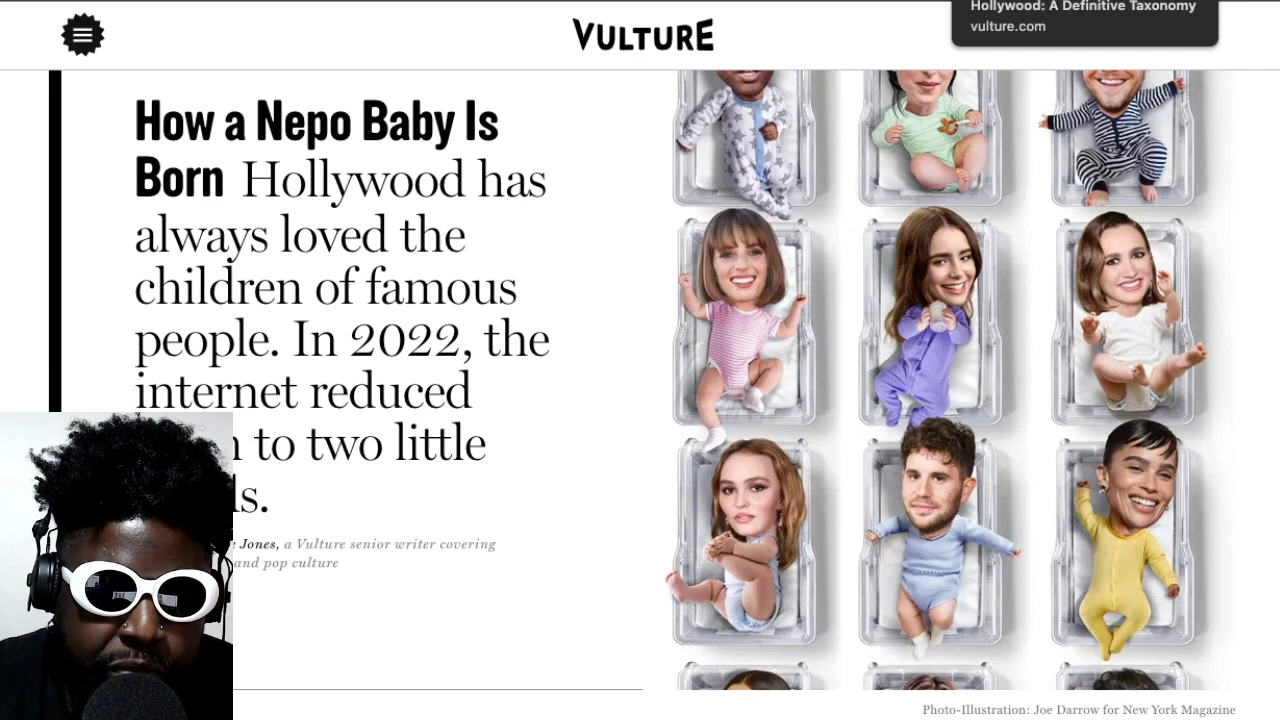 Hollywood: A Definitive Taxonomy
vulture.com
VULTURE
How a Nepo Baby Is
Born Hollywood has
always loved the
children of famous
people. In 2022, the
internet reduced
to two little
Jones, a Vulture senior writer covering
and pop culture
Photo-Illustration: Joe Darrow for New York Magazine